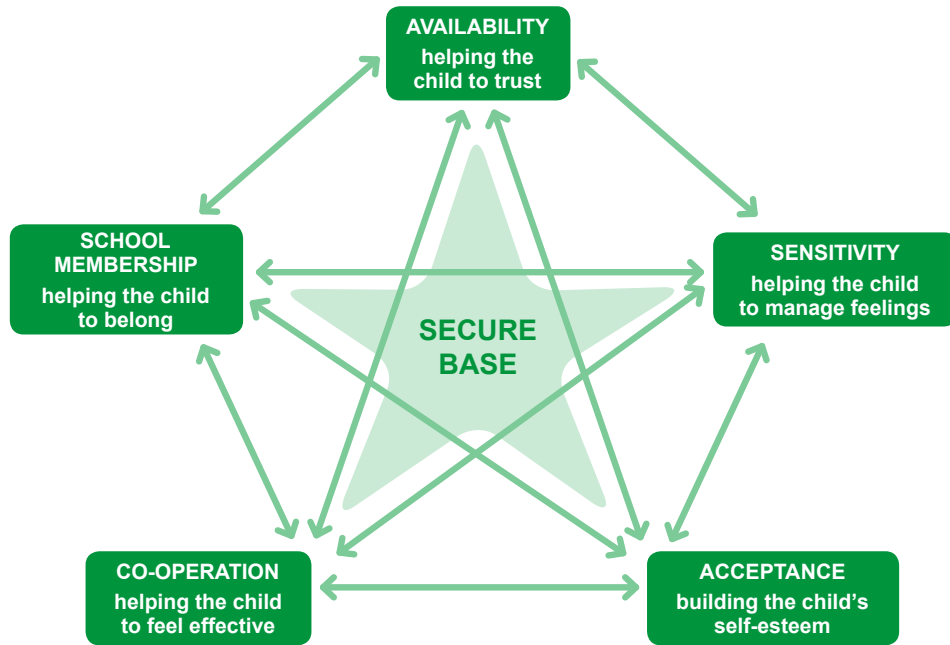 AVAILABILITY
helping the
child to trust
SCHOOL
MEMBERSHIP
helping the child
to belong
SENSITIVITY
helping the child
to manage feelings
SECURE
BASE
CO-OPERATION
helping the child
to feel effective
ACCEPTANCE
building the child’s
self-esteem